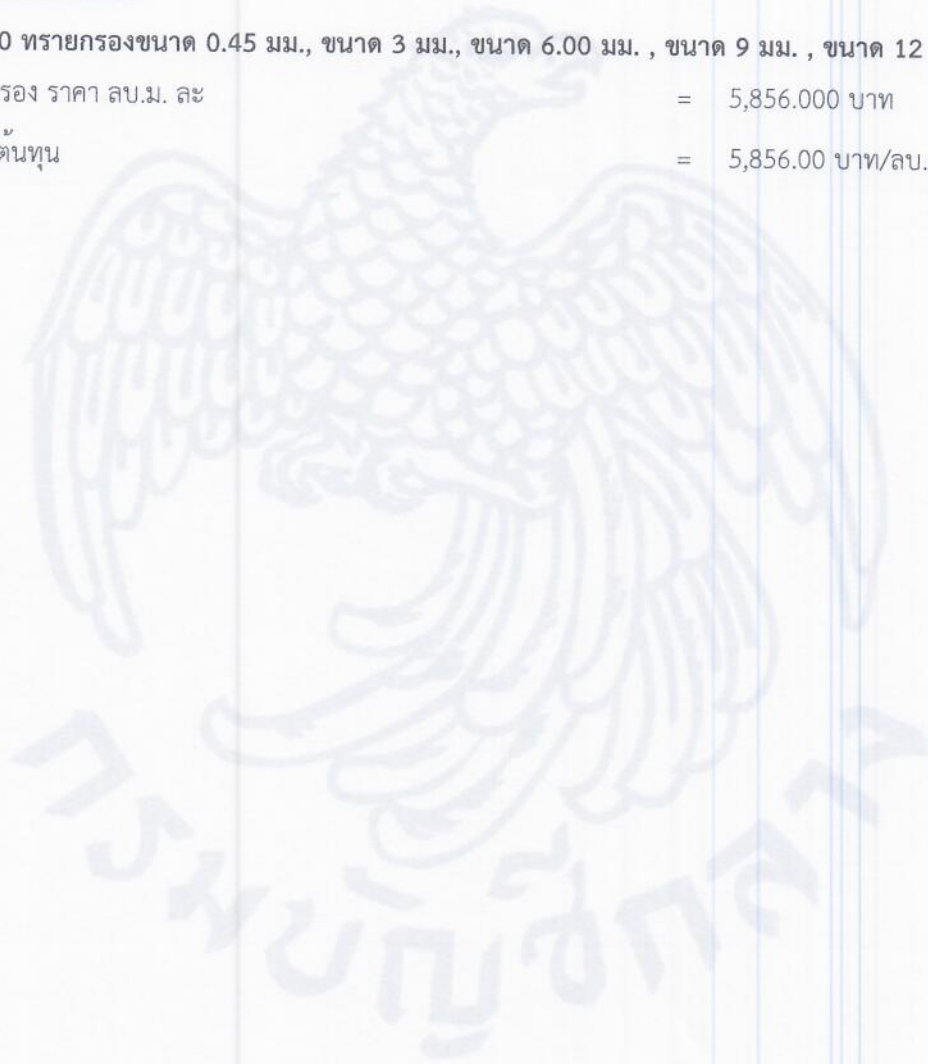 0 ทรายกรองขนาด 0.45 มม., ขนาด 3 มม., ขนาด 6.00 มม. , ขนาด 9 มม. , ขนาด 12
รอง ราคา ลบ.ม. ละ = 5,856.000 บาท
ต้นทุน = 5,856.00 บาท/ลบ.
กรมบัญชีกลาง